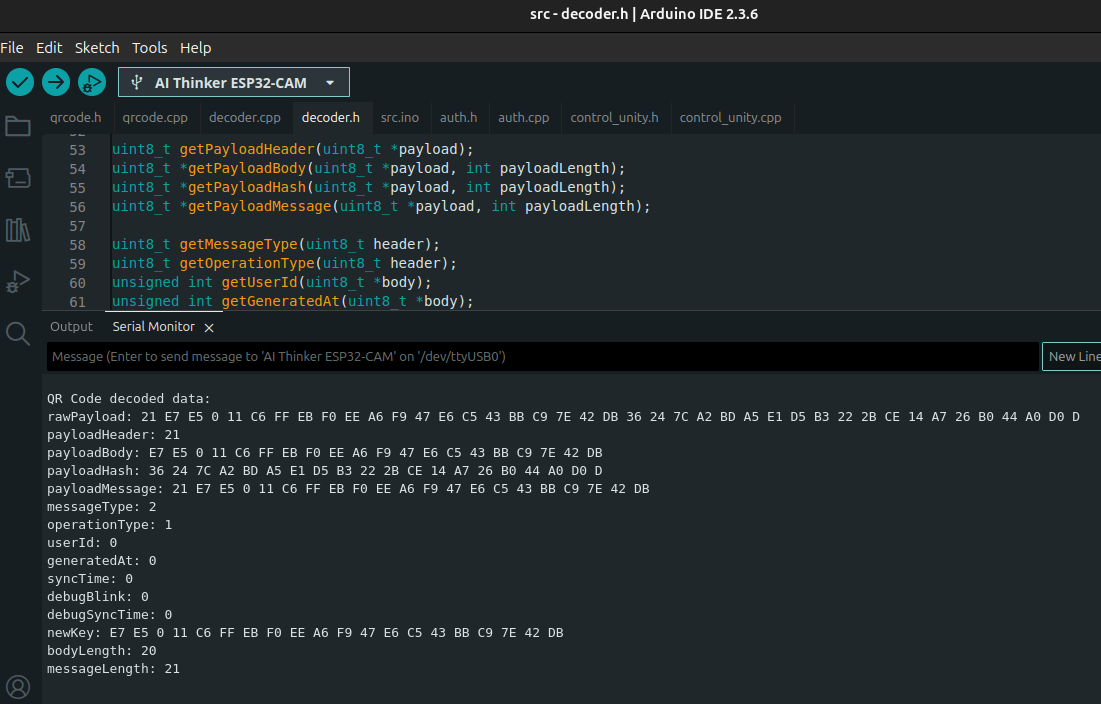 src - decoder.h | Arduino IDE 2.3.6
File Edit Sketch Tools Help
AI Thinker ESP32-CAM
qrcode.h qrcode.cpp decoder.cpp decoder.h src.ino auth.h auth.cpp control_unity.h control_unity.cpp
53 uint8_t getPayloadHeader(uint8_t *payload);
54 uint8_t *getPayloadBody(uint8_t *payload, int payloadLength);
55 uint8_t *getPayloadHash(uint8_t *payload, int payloadLength);
56 uint8_t *getPayloadMessage(uint8_t *payload, int payloadLength);
57
58 uint8_t getMessageType(uint8_t header);
59 uint8_t getOperationType(uint8_t header);
60 unsigned int getUserId(uint8_t *body);
61 unsigned int getGeneratedAt(uint8_t *body);
Output Serial Monitor
Message (Enter to send message to 'AI Thinker ESP32-CAM' on '/dev/ttyUSB0') New Line
QR Code decoded data:
rawPayload: 21 E7 E5 0 11 C6 FF EB F0 EE A6 F9 47 E6 C5 43 BB C9 7E 42 DB 36 24 7C A2 BD A5 E1 D5 B3 22 2B CE 14 A7 26 B0 44 A0 D0 D
payloadHeader: 21
payloadBody: E7 E5 0 11 C6 FF EB F0 EE A6 F9 47 E6 C5 43 BB C9 7E 42 DB
payloadHash: 36 24 7C A2 BD A5 E1 D5 B3 22 2B CE 14 A7 26 B0 44 A0 D0 D
payloadMessage: 21 E7 E5 0 11 C6 FF EB F0 EE A6 F9 47 E6 C5 43 BB C9 7E 42 DB
messageType: 2
operationType: 1
userId: 0
generatedAt: 0
syncTime: 0
debugBlink: 0
debugSyncTime: 0
newKey: E7 E5 0 11 C6 FF EB F0 EE A6 F9 47 E6 C5 43 BB C9 7E 42 DB
bodyLength: 20
messageLength: 21